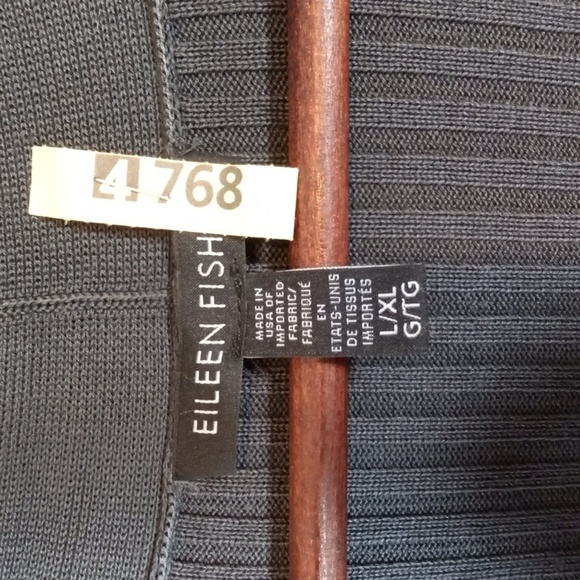 4 768
EILEEN FISH
MADE IN
USA OF
IMPORTED
FABRIC/
FABRIQUÉ
EN
ETATS-UNIS
DE TISSUS
IMPORTÉS
L/XL
G/TG